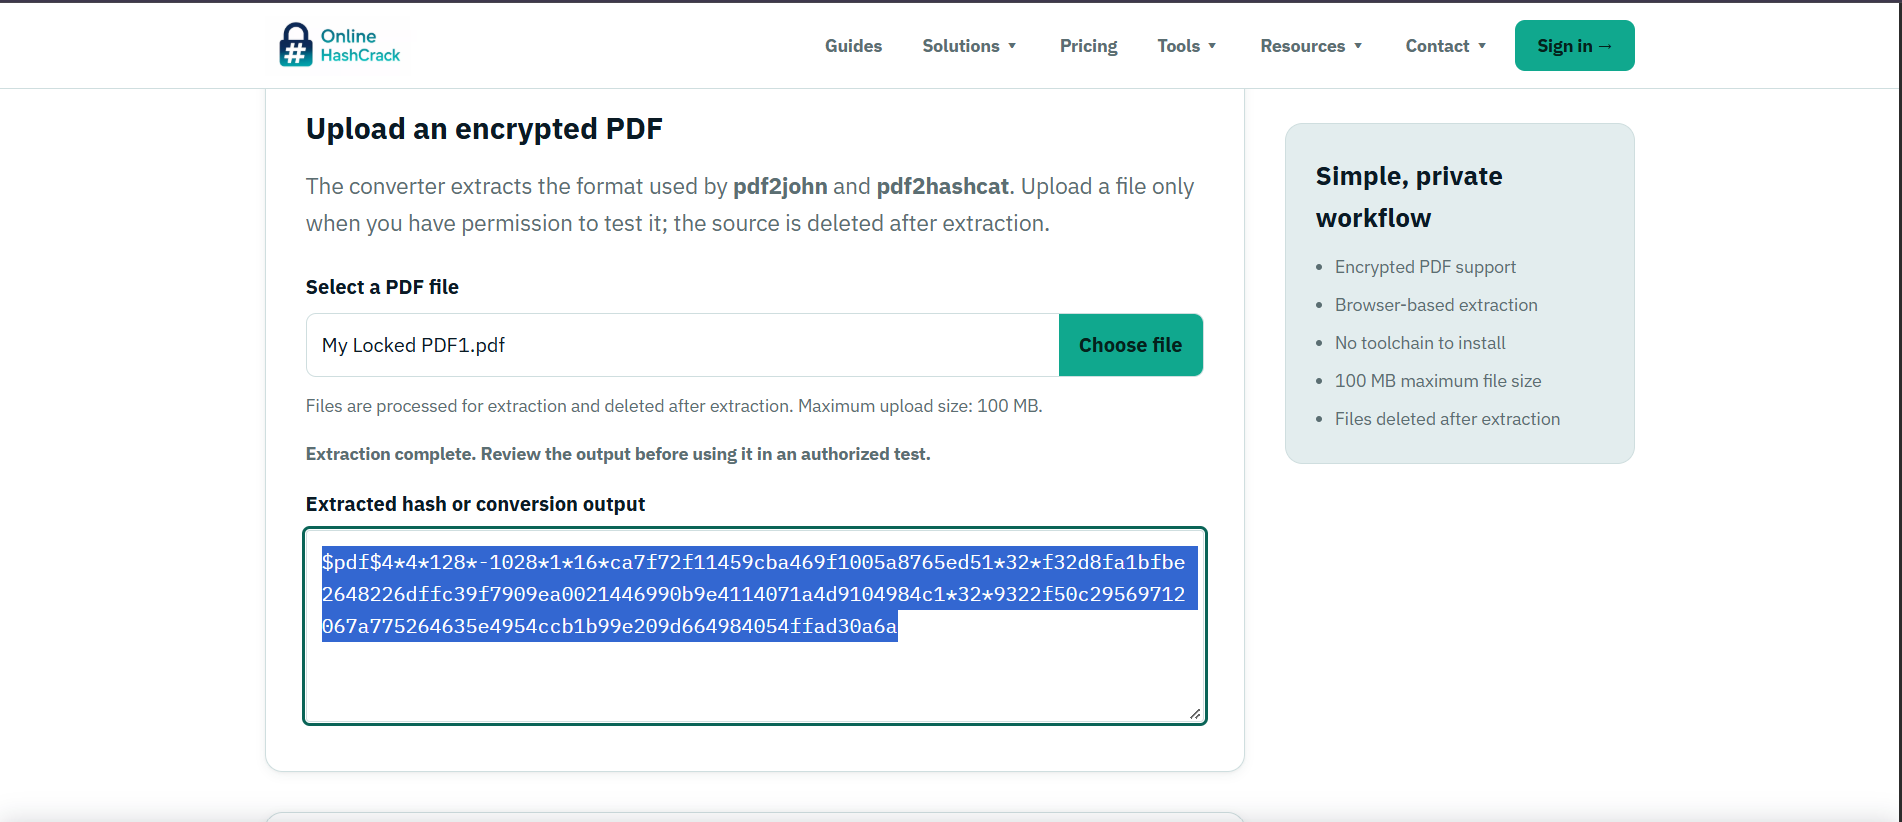 Online
HashCrack
Guides
Solutions
Pricing
Tools
Resources
Contact
Sign in →
Upload an encrypted PDF
The converter extracts the format used by pdf2john and pdf2hashcat. Upload a file only
when you have permission to test it; the source is deleted after extraction.
Select a PDF file
My Locked PDF1.pdf
Choose file
Files are processed for extraction and deleted after extraction. Maximum upload size: 100 MB.
Extraction complete. Review the output before using it in an authorized test.
Extracted hash or conversion output
$pdf$4*4*128*-1028*1*16*ca7f72f11459cba469f1005a8765ed51*32*f32d8fa1bfbe
2648226dffc39f7909ea0021446990b9e4114071a4d9104984c1*32*9322f50c29569712
067a775264635e4954ccb1b99e209d664984054ffad30a6a
Simple, private
workflow
• Encrypted PDF support
• Browser-based extraction
• No toolchain to install
• 100 MB maximum file size
• Files deleted after extraction